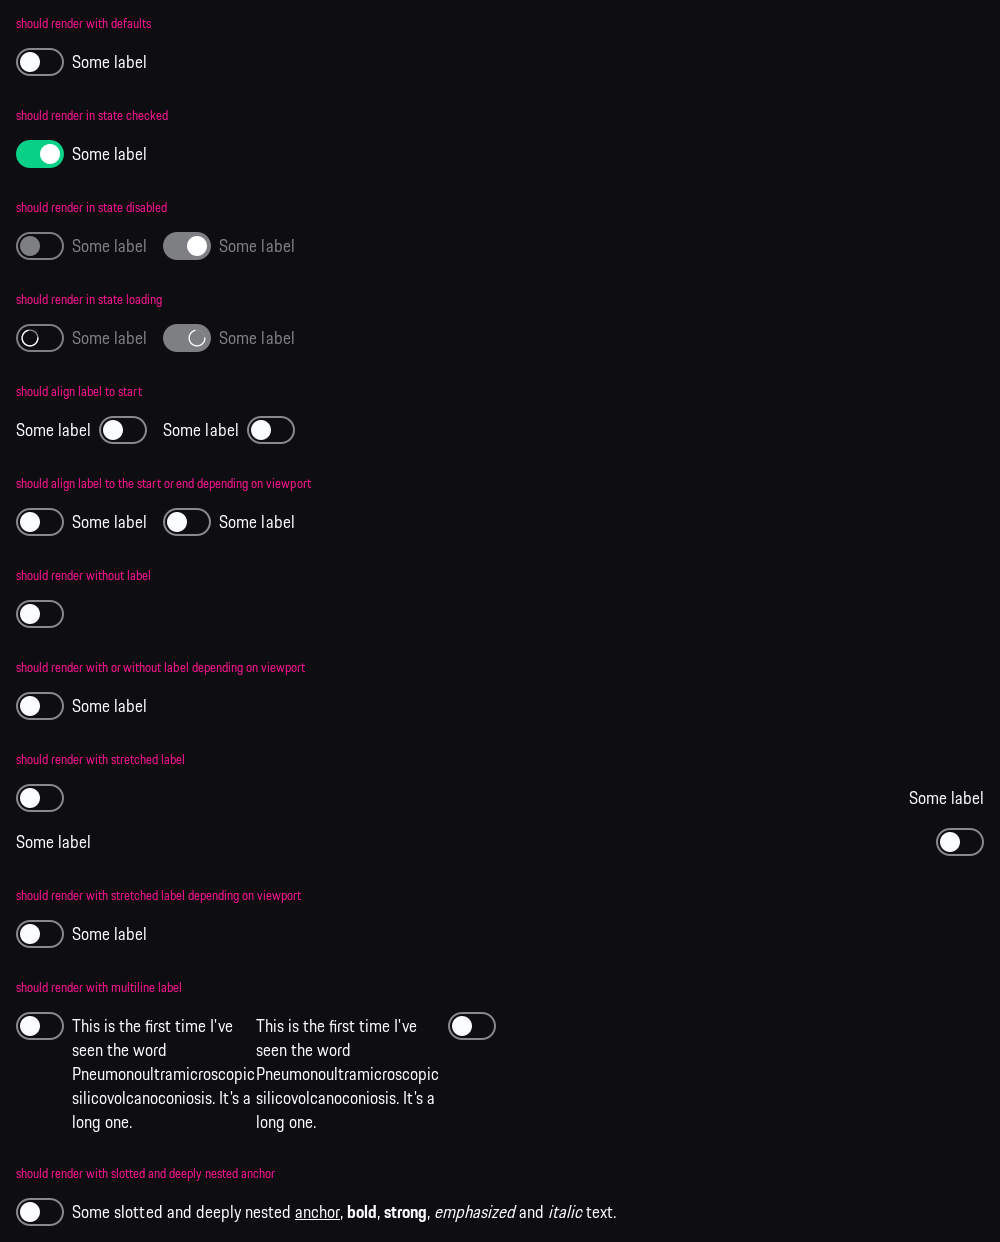 should render with defaults
Some label
should render in state checked
Some label
should render in state disabled
Some label Some label
should render in state loading
Some label Some label
should align label to start
Some label Some label
should align label to the start or end depending on viewport
Some label Some label
should render without label
should render with or without label depending on viewport
Some label
should render with stretched label
Some label
Some label
should render with stretched label depending on viewport
Some label
should render with multiline label
This is the first time I've
seen the word
Pneumonoultramicroscopic
silicovolcanoconiosis. It's a
long one.
This is the first time I've
seen the word
Pneumonoultramicroscopic
silicovolcanoconiosis. It's a
long one.
should render with slotted and deeply nested anchor
Some slotted and deeply nested anchor, bold, strong, emphasized and italic text.